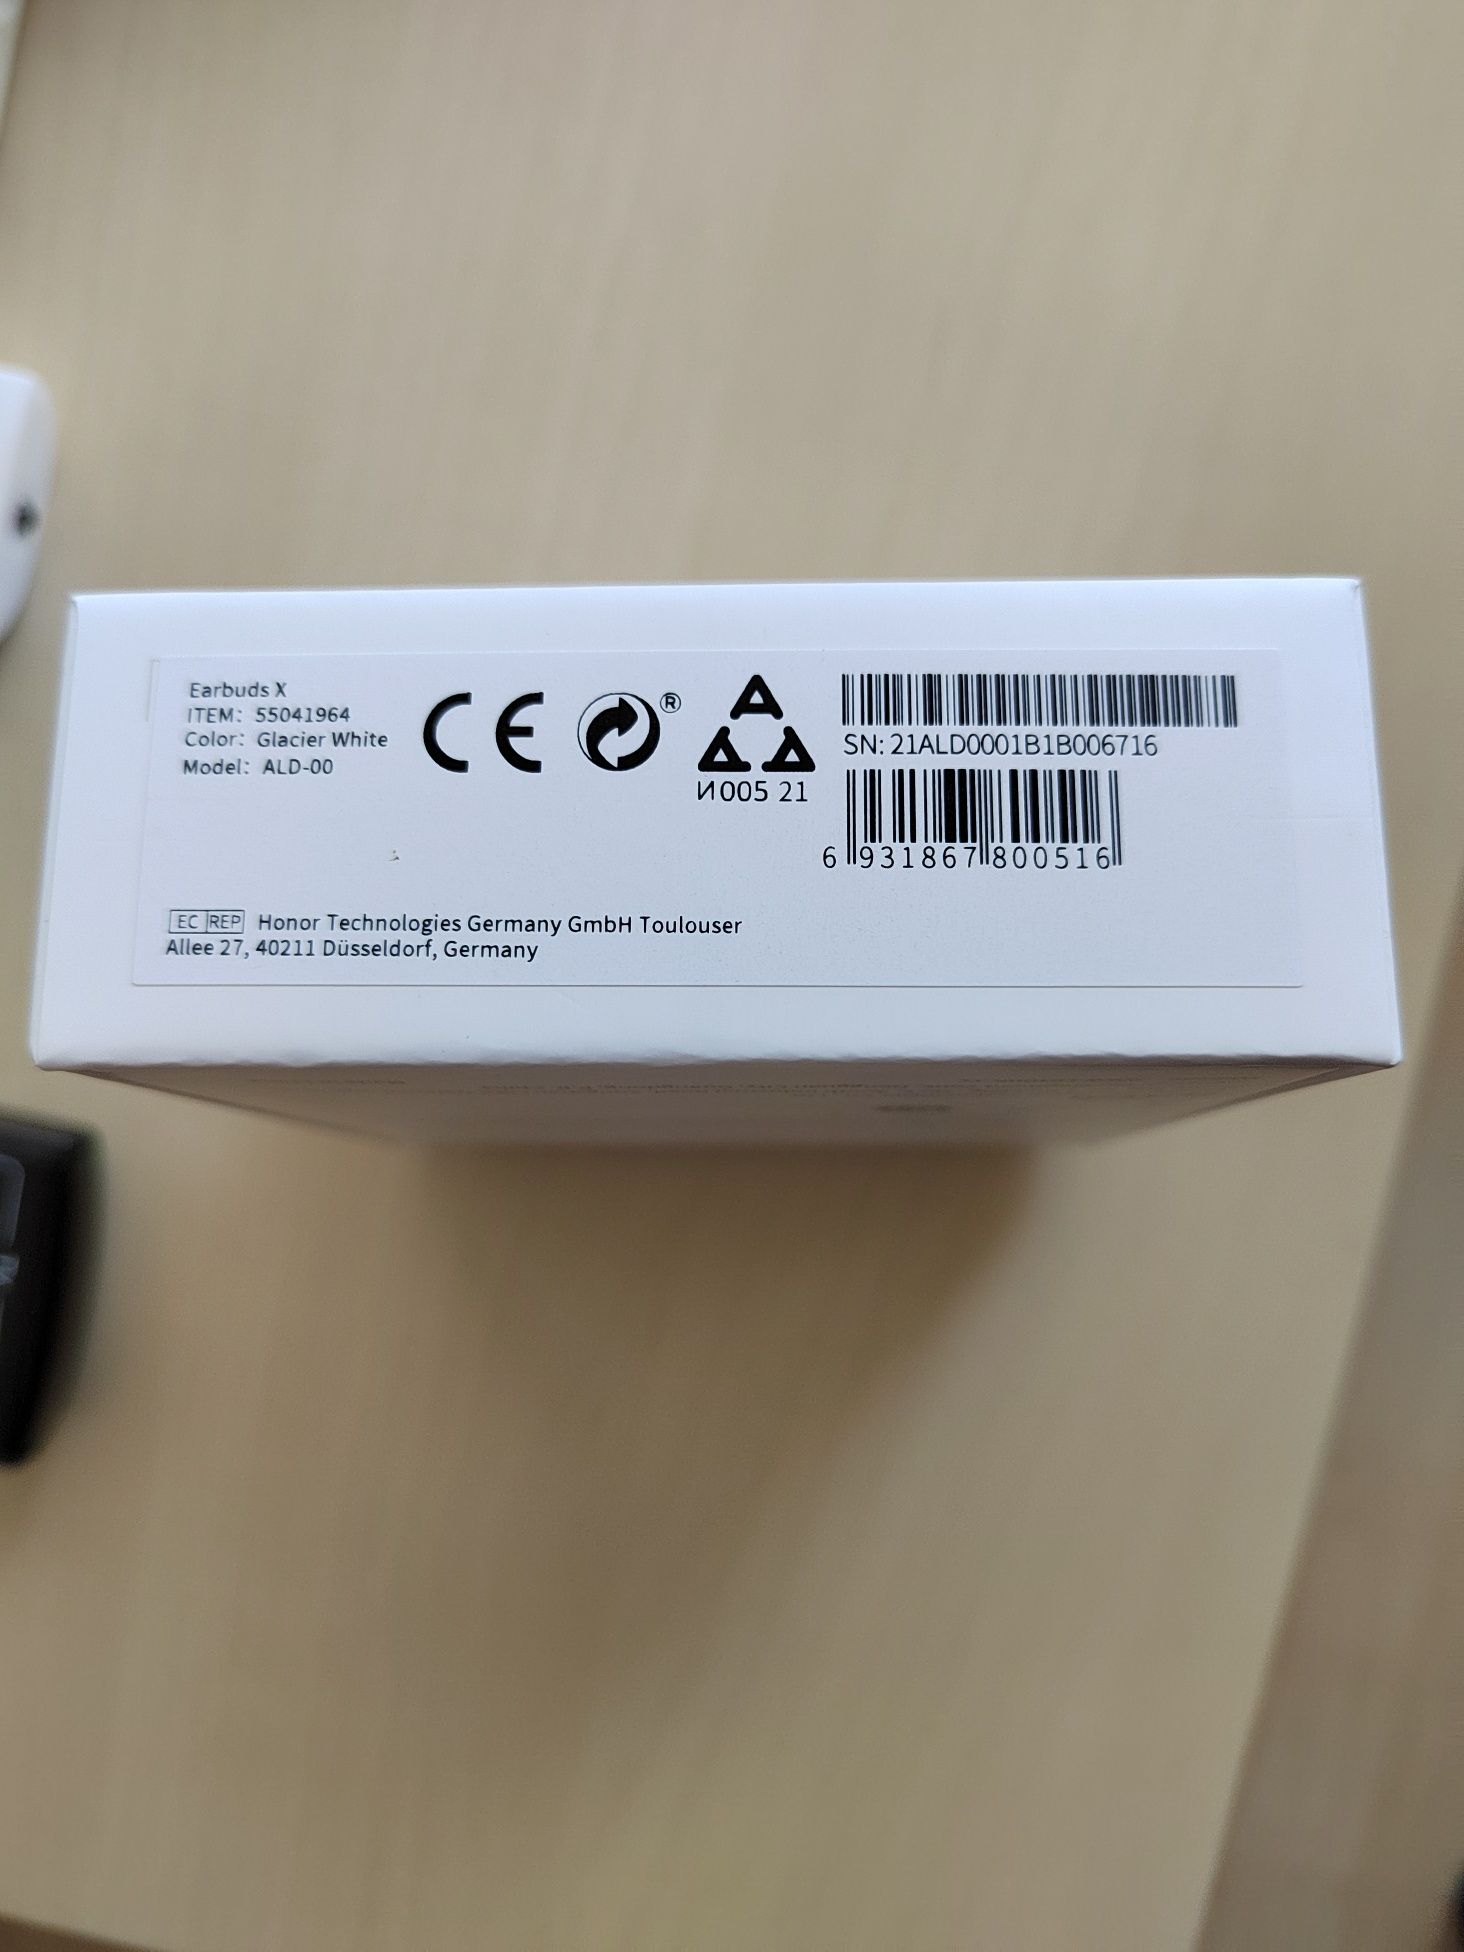 Earbuds X
ITEM: 55041964
Color: Glacier White
Model: ALD-00
CE
®
И005 21
SN: 21ALD0001B1B006716
6 931867 800516
EC REP Honor Technologies Germany GmbH Toulouser
Allee 27, 40211 Düsseldorf, Germany